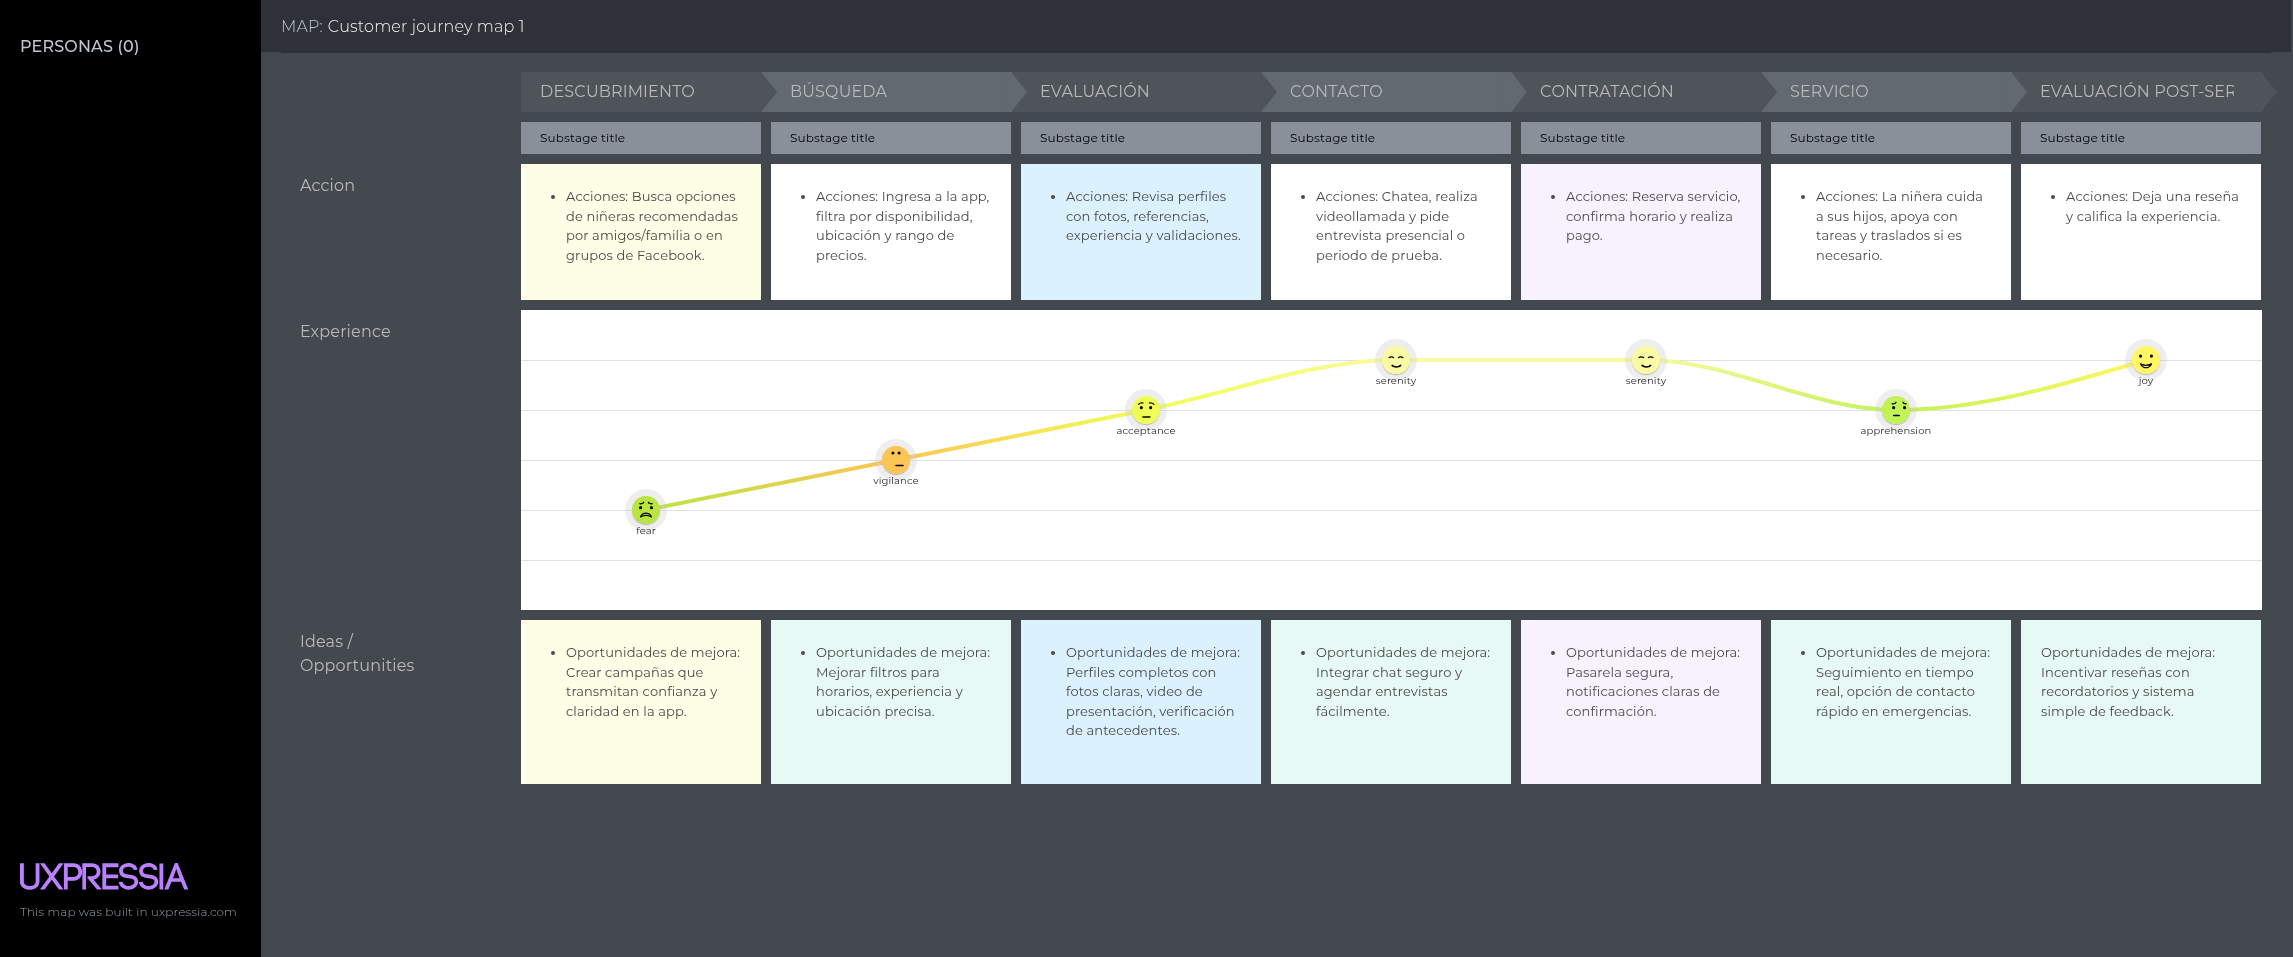 PERSONAS (0)
MAP: Customer journey map 1
DESCUBRIMIENTO
BÚSQUEDA
EVALUACIÓN
CONTACTO
CONTRATACIÓN
SERVICIO
EVALUACIÓN POST-SER
Substage title
Substage title
Substage title
Substage title
Substage title
Substage title
Substage title
Accion
• Acciones: Busca opciones
de niñeras recomendadas
por amigos/familia o en
grupos de Facebook.
• Acciones: Ingresa a la app,
filtra por disponibilidad,
ubicación y rango de
precios.
• Acciones: Revisa perfiles
con fotos, referencias,
experiencia y validaciones.
• Acciones: Chatea, realiza
videollamada y pide
entrevista presencial o
periodo de prueba.
• Acciones: Reserva servicio,
confirma horario y realiza
pago.
• Acciones: La niñera cuida
a sus hijos, apoya con
tareas y traslados si es
necesario.
• Acciones: Deja una reseña
y califica la experiencia.
Experience
fear
vigilance
acceptance
serenity
serenity
apprehension
joy
Ideas /
Opportunities
• Oportunidades de mejora:
Crear campañas que
transmitan confianza y
claridad en la app.
• Oportunidades de mejora:
Mejorar filtros para
horarios, experiencia y
ubicación precisa.
• Oportunidades de mejora:
Perfiles completos con
fotos claras, video de
presentación, verificación
de antecedentes.
• Oportunidades de mejora:
Integrar chat seguro y
agendar entrevistas
fácilmente.
• Oportunidades de mejora:
Pasarela segura,
notificaciones claras de
confirmación.
• Oportunidades de mejora:
Seguimiento en tiempo
real, opción de contacto
rápido en emergencias.
Oportunidades de mejora:
Incentivar reseñas con
recordatorios y sistema
simple de feedback.
UXPRESSIA
This map was built in uxpressia.com